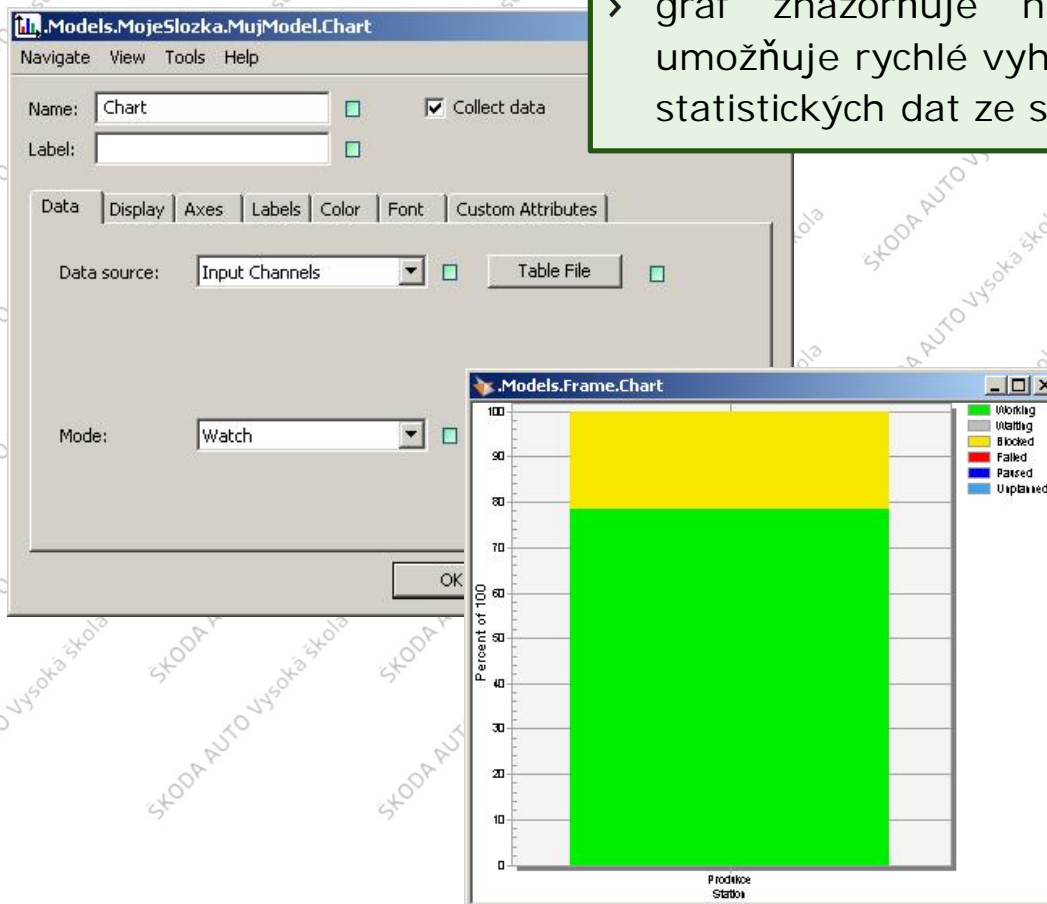 .Models.MojeSlozka.MujModel.Chart
Navigate View Tools Help
Name: Chart Collect data
Label:
Data Display Axes Labels Color Font Custom Attributes
Data source: Input Channels Table File
Mode: Watch
OK
graf znázorňuje
umožňuje rychlé
statistických dat ze
.Models.Frame.Chart
100
90
80
70
60
50
40
30
20
10
0
Percent of 100
Produkce
Station
Working
Waiting
Blocked
Failed
Paused
Unplanned
ŠKODA AUTO Vysoká škola